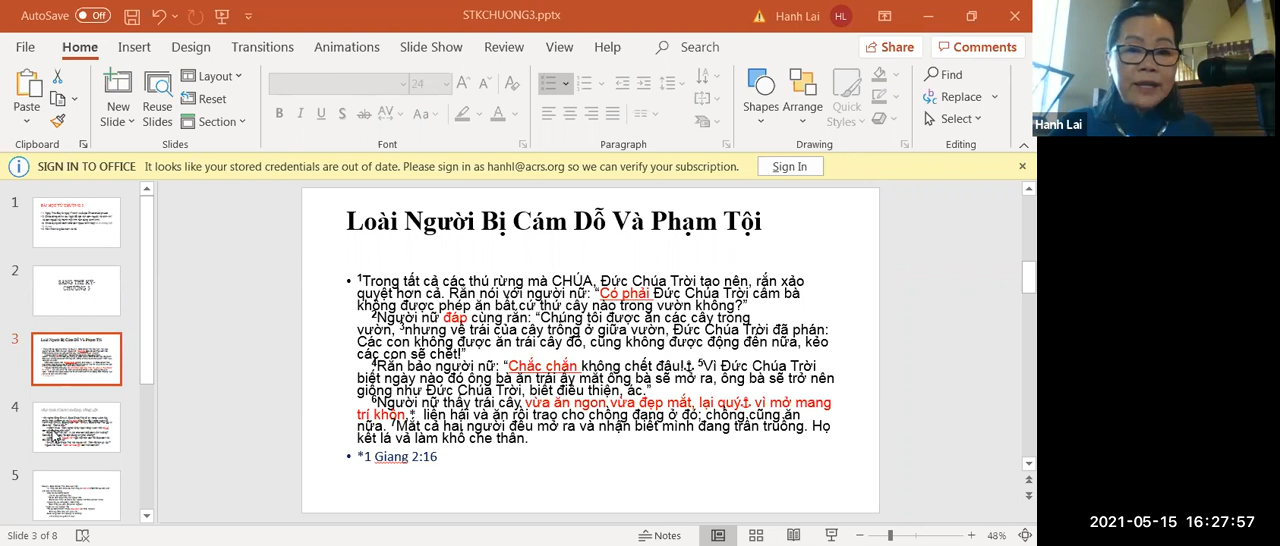 AutoSave Off STKCHUONG3.pptx Hanh Lai HL
File Home Insert Design Transitions Animations Slide Show Review View Help Search Share Comments
Paste New Slide Reuse Slides Layout Reset Section 24 Shapes Arrange Quick Styles Find Replace Select
Clipboard Slides Font Paragraph Drawing Editing
SIGN IN TO OFFICE It looks like your stored credentials are out of date. Please sign in as hanhl@acrs.org so we can verify your subscription. Sign In
Hanh Lai
1
2
SANG THE KY- CHUONG 3
3
4
5
Loài Người Bị Cám Dỗ Và Phạm Tội
• ¹Trong tất cả các thú rừng mà CHÚA, Đức Chúa Trời tạo nên, rắn xảo
quyệt hơn cả. Rắn nói với người nữ: “Có phải Đức Chúa Trời cấm bà
không được phép ăn bất cứ thứ cây nào trong vườn không?”
²Người nữ đáp cùng rắn: “Chúng tôi được ăn các cây trồng
vườn, ³nhưng về trái của cây trồng ở giữa vườn, Đức Chúa Trời đã phán:
Các con không được ăn trái cây đó, cũng không được động đến nữa, kẻo
các con sẽ chết!”
⁴Rắn bảo người nữ: “Chắc chắn không chết đâu! ⁵Vì Đức Chúa Trời
biết ngày nào đó ông bà ăn trái ấy mắt ông bà sẽ mở ra, ông bà sẽ trở nên
giống như Đức Chúa Trời, biết điều thiện, ác.”
⁶Người nữ thấy trái cây vừa ăn ngon vừa đẹp mắt, lại quý vì mở mang
trí khôn,* liền hái và ăn rồi trao cho chồng đang ở đó; chồng cũng ăn
nữa. ⁷Mắt cả hai người đều mở ra và nhận biết mình đang trần truồng. Họ
kết lá vả làm khố che thân.
• *1 Giang 2:16
Slide 3 of 8 Notes 48%
2021-05-15 16:27:57